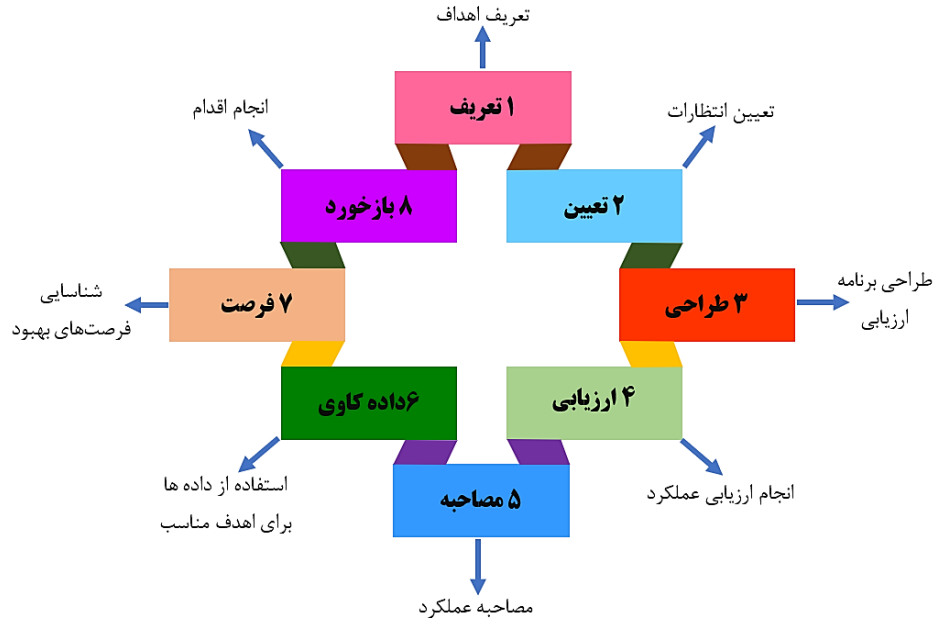 تعریف اهداف
۱ تعریف
تعیین انتظارات
۲ تعیین
طراحی برنامه
ارزیابی
۳ طراحی
۴ ارزیابی
انجام ارزیابی عملکرد
۵ مصاحبه
مصاحبه عملکرد
۶داده کاوی
استفاده از داده ها
برای اهداف مناسب
۷ فرصت
شناسایی
فرصت‌های بهبود
۸ بازخورد
انجام اقدام